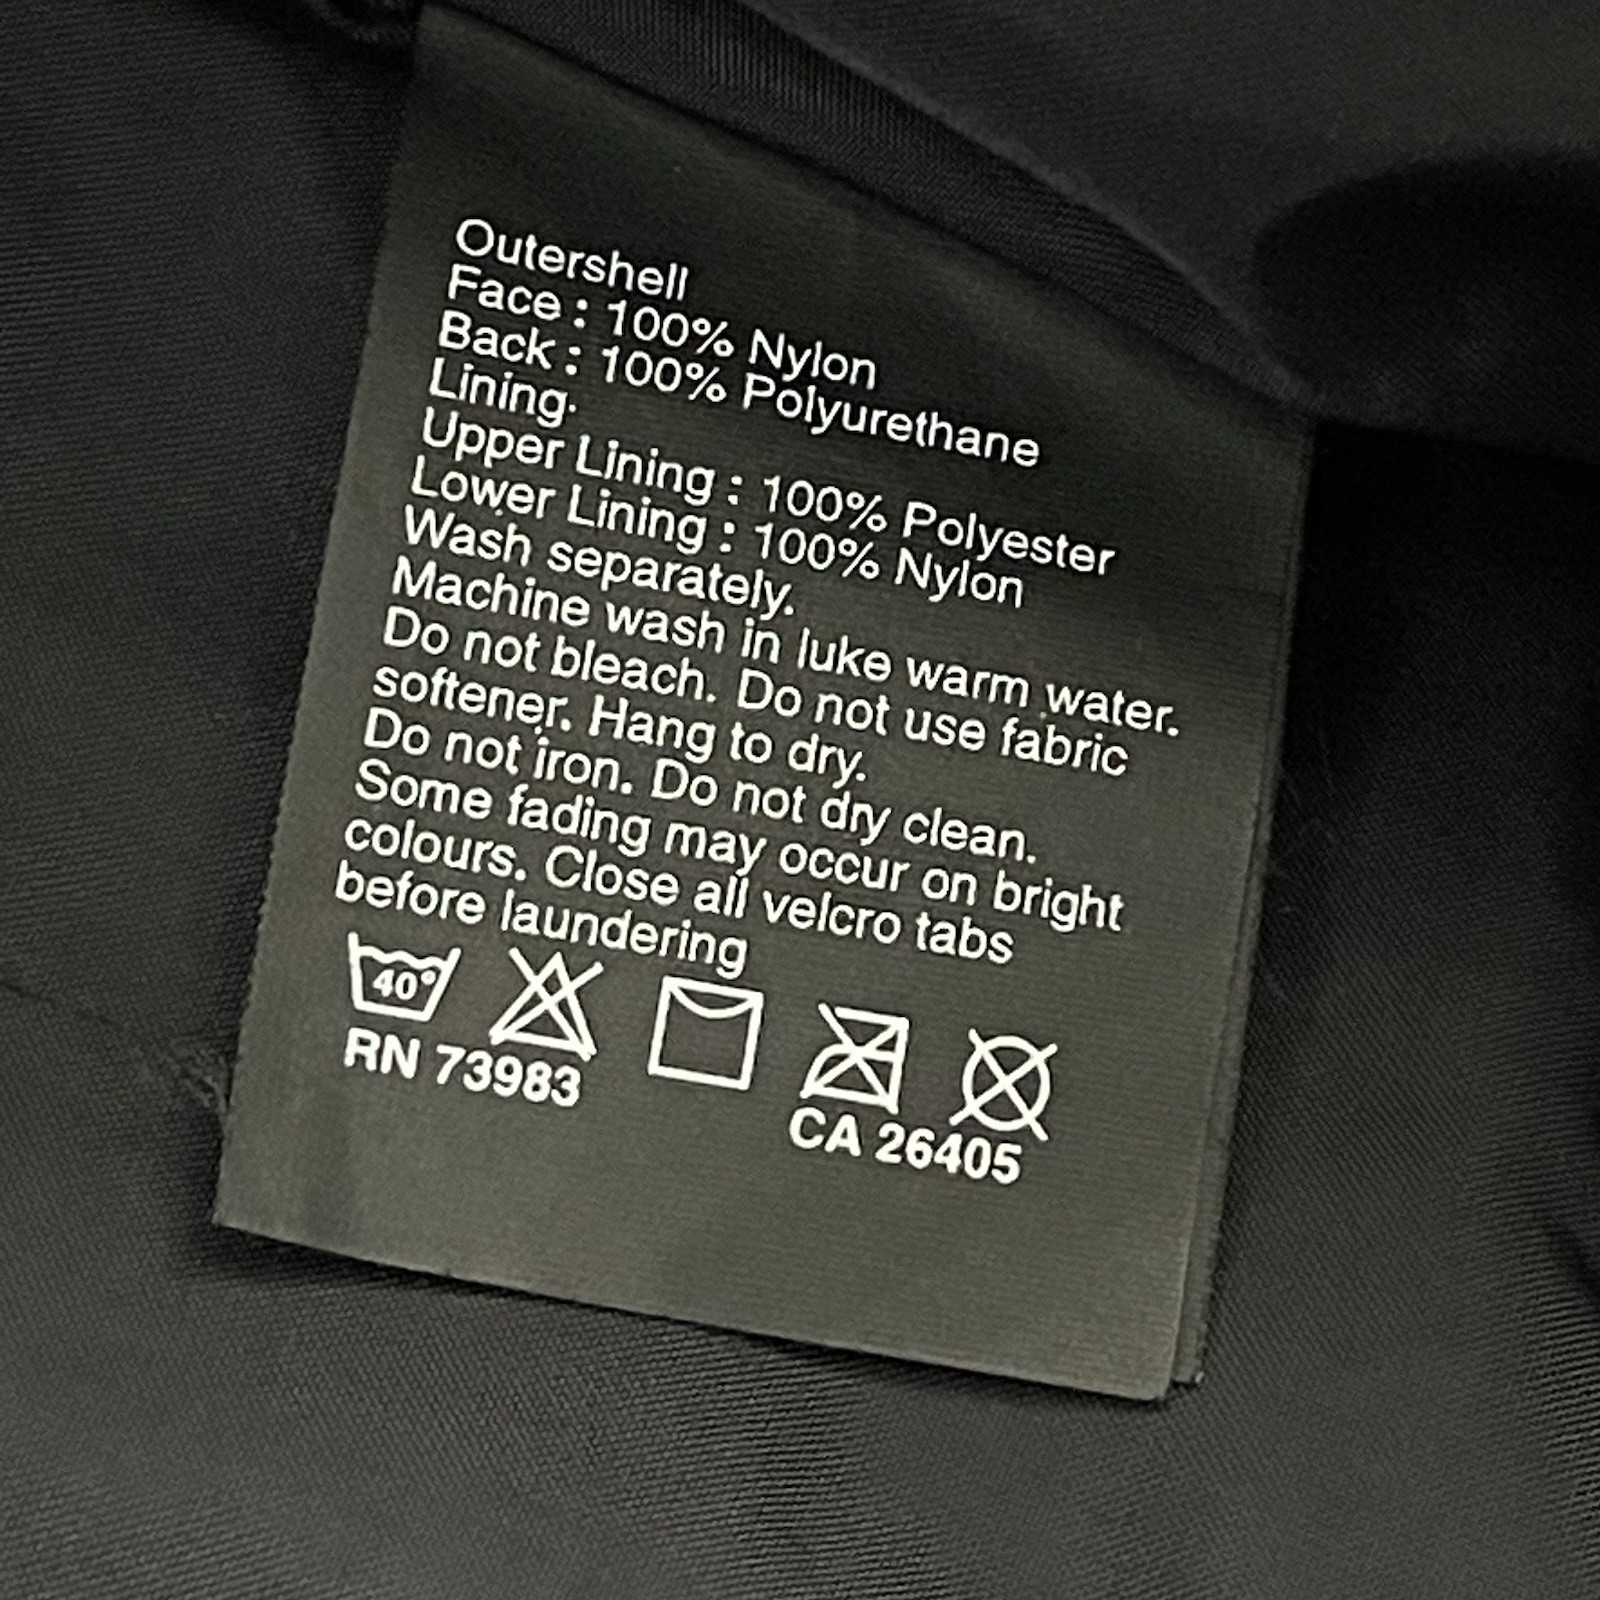 Outershell
Face : 100% Nylon
Back : 100% Polyurethane
Lining:
Upper Lining : 100% Polyester
Lower Lining : 100% Nylon
Wash separately.
Machine wash in luke warm water.
Do not bleach. Do not use fabric
softener. Hang to dry.
Do not iron. Do not dry clean.
Some fading may occur on bright
colours. Close all velcro tabs
before laundering
40°
RN 73983
CA 26405